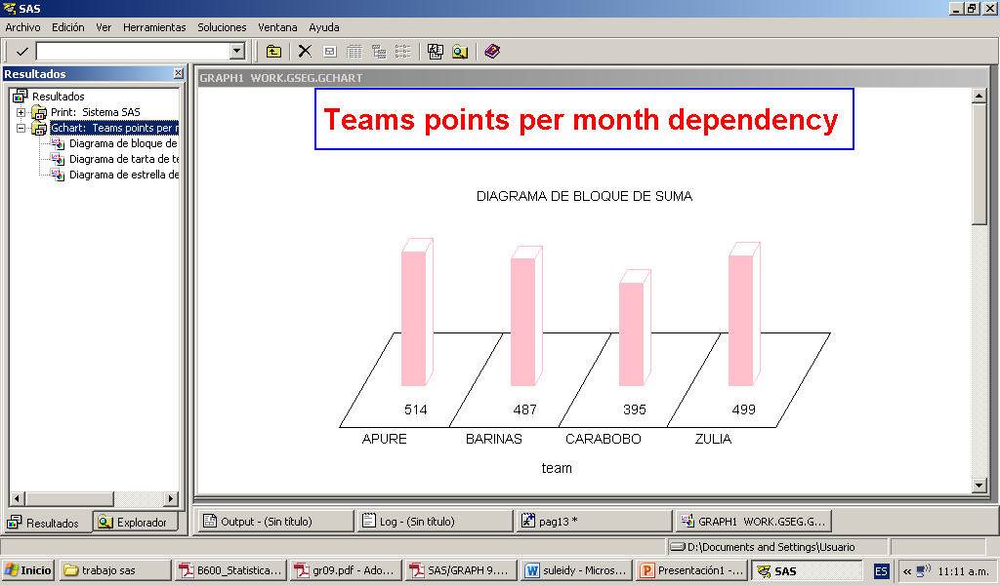 SAS
Archivo Edición Ver Herramientas Soluciones Ventana Ayuda
Resultados
Resultados
Print: Sistema SAS
Gchart: Teams points per r
Diagrama de bloque de
Diagrama de tarta de te
Diagrama de estrella de
Resultados Explorador
GRAPH1 WORK.GSEG.GCHART
Teams points per month dependency
DIAGRAMA DE BLOQUE DE SUMA
514 487 395 499
APURE BARINAS CARABOBO ZULIA
team
Output - (Sin título) Log - (Sin título) pag13 * GRAPH1 WORK.GSEG.G...
D:\Documents and Settings\Usuario
Inicio trabajo sas B600_Statistica... gr09.pdf - Ado... SAS/GRAPH 9.... suleidy - Micros... Presentación1 -... SAS ES « 11:11 a.m.